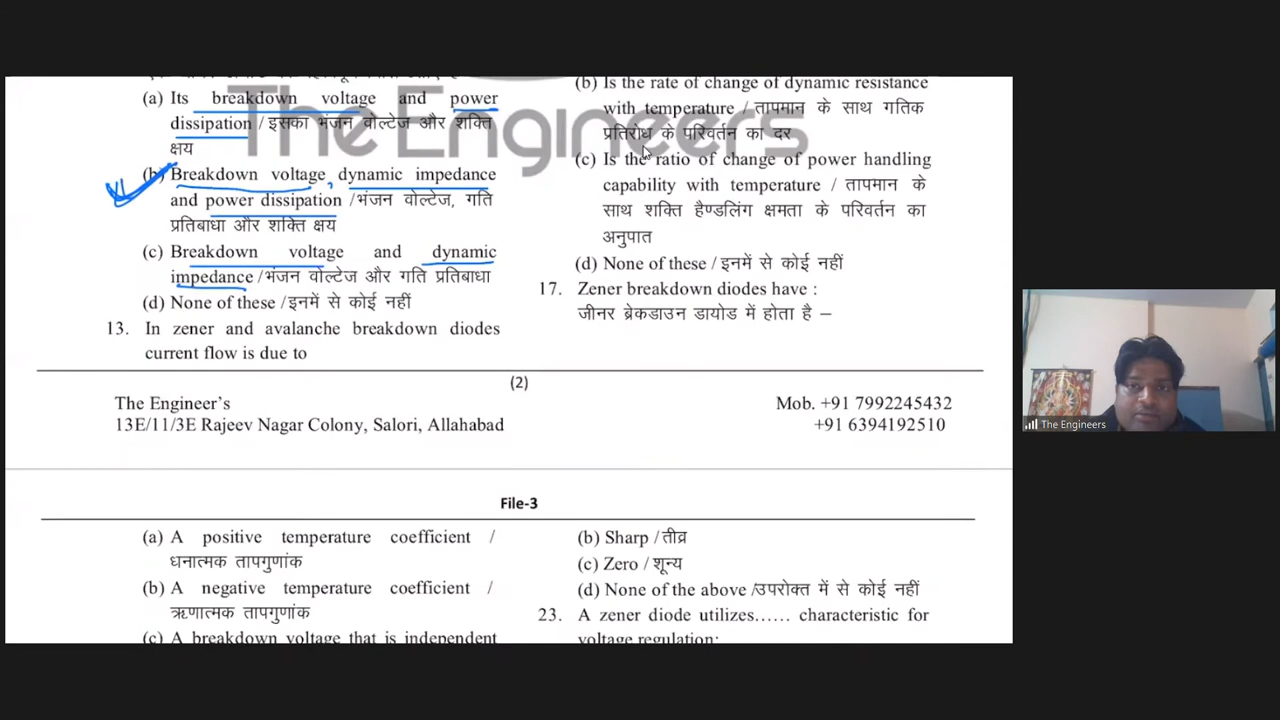 The Engineers
(a) Its breakdown voltage and power
dissipation / इसका भंजन वोल्टेज और शक्ति
क्षय
(b) Breakdown voltage, dynamic impedance
and power dissipation /भंजन वोल्टेज, गति
प्रतिबाधा और शक्ति क्षय
(c) Breakdown voltage and dynamic
impedance /भंजन वोल्टेज और गति प्रतिबाधा
(d) None of these /इनमें से कोई नहीं
13. In zener and avalanche breakdown diodes
current flow is due to
(b) Is the rate of change of dynamic resistance
with temperature / तापमान के साथ गतिक
प्रतिरोध के परिवर्तन का दर
(c) Is the ratio of change of power handling
capability with temperature / तापमान के
साथ शक्ति हैण्डलिंग क्षमता के परिवर्तन का
अनुपात
(d) None of these / इनमें से कोई नहीं
17. Zener breakdown diodes have :
जीनर ब्रेकडाउन डायोड में होता है –
(2)
The Engineer's
13E/11/3E Rajeev Nagar Colony, Salori, Allahabad
Mob. +91 7992245432
+91 6394192510
File-3
(a) A positive temperature coefficient /
धनात्मक तापगुणांक
(b) A negative temperature coefficient /
ऋणात्मक तापगुणांक
(c) A breakdown voltage that is independent
(b) Sharp /तीव्र
(c) Zero / शून्य
(d) None of the above /उपरोक्त में से कोई नहीं
23. A zener diode utilizes...... characteristic for
voltage regulation:
The Engineers